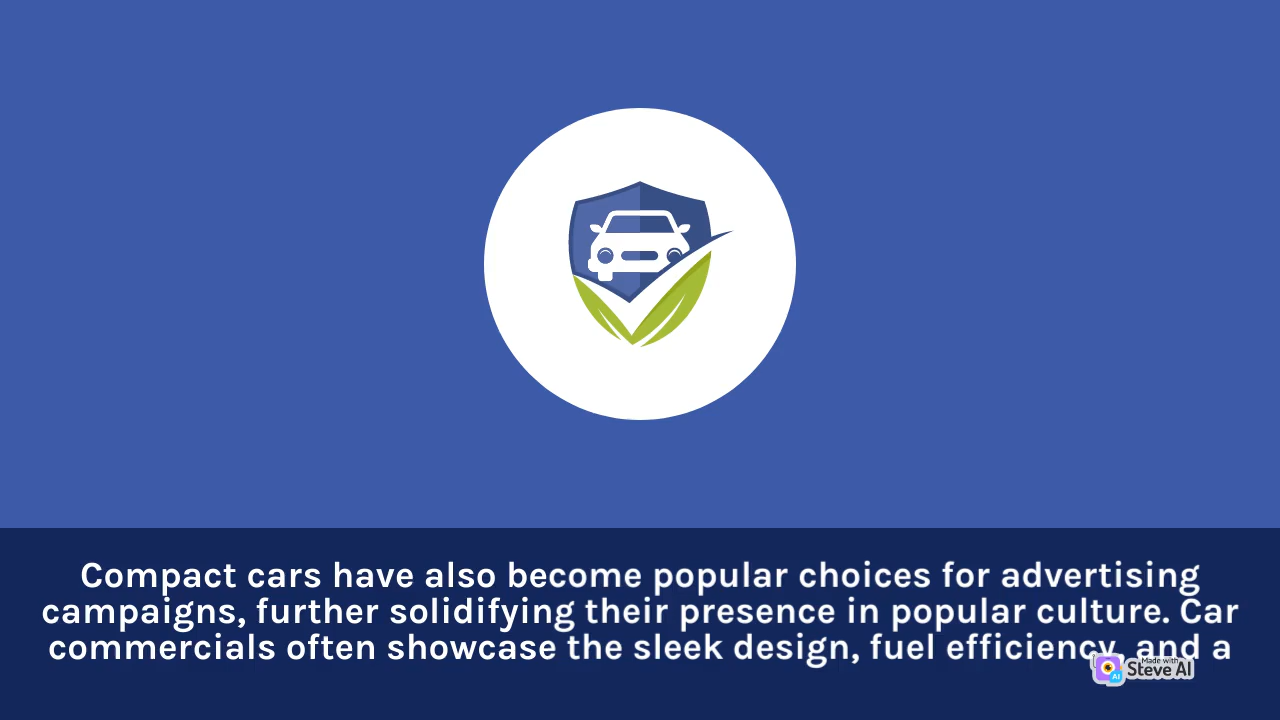 Compact cars have also become popular choices for advertising
campaigns, further solidifying their presence in popular culture. Car
commercials often showcase the sleek design, fuel efficiency, and a
Made with
Steve AI
AI